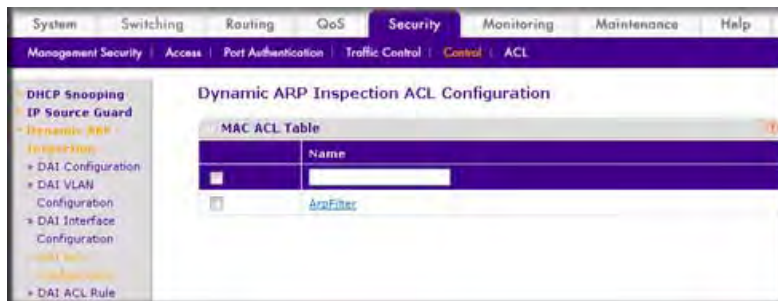 System Switching Routing QoS Security Monitoring Maintenance Help
Management Security Access Port Authentication Traffic Control Control ACL
DHCP Snooping
IP Source Guard
Dynamic ARP
Inspection
DAI Configuration
DAI VLAN
Configuration
DAI Interface
Configuration
DAI ACL Rule
Dynamic ARP Inspection ACL Configuration
MAC ACL Table
Name
ArpFilter